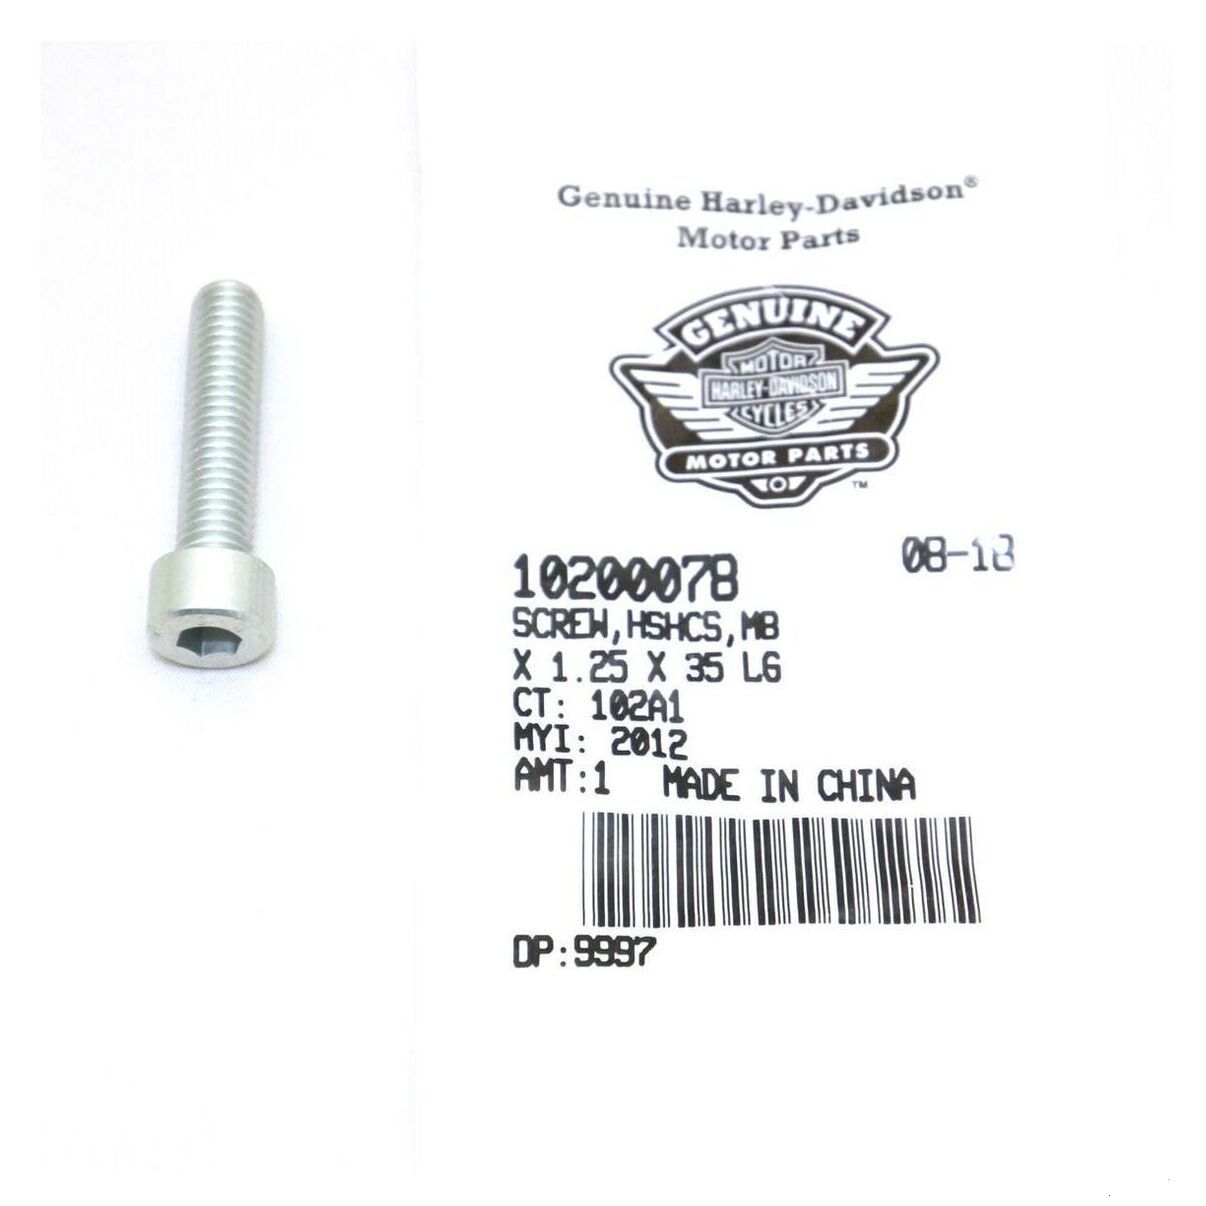 Genuine Harley-Davidson®
Motor Parts
GENUINE
MOTOR
HARLEY-DAVIDSON
CYCLES
MOTOR PARTS
TM
08-18
10200078
SCREW,HSHCS,M8
X 1.25 X 35 LG
CT: 102A1
MYI: 2012
AMT:1 MADE IN CHINA
DP:9997